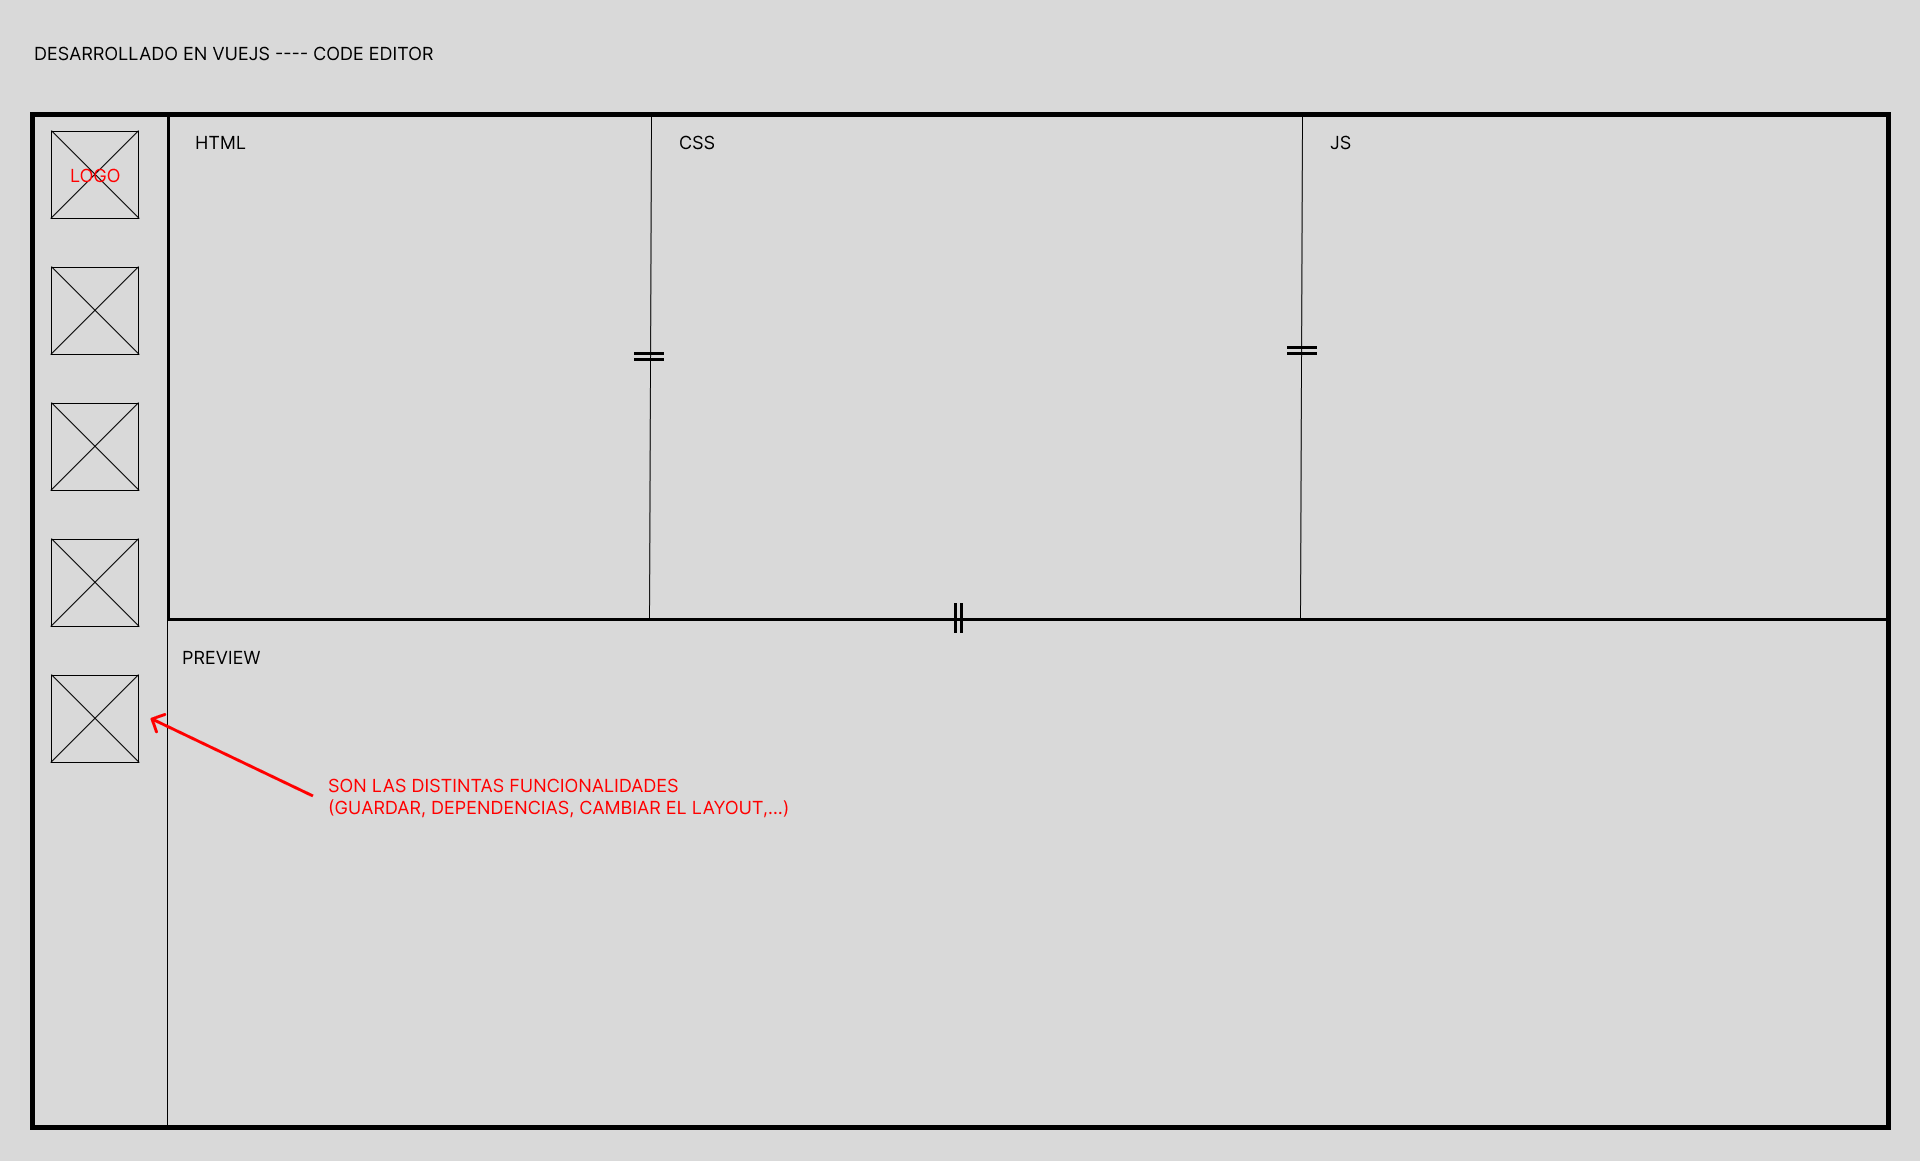 DESARROLLADO EN VUEJS ---- CODE EDITOR
LOGO
HTML
CSS
JS
PREVIEW
SON LAS DISTINTAS FUNCIONALIDADES
(GUARDAR, DEPENDENCIAS, CAMBIAR EL LAYOUT,...)